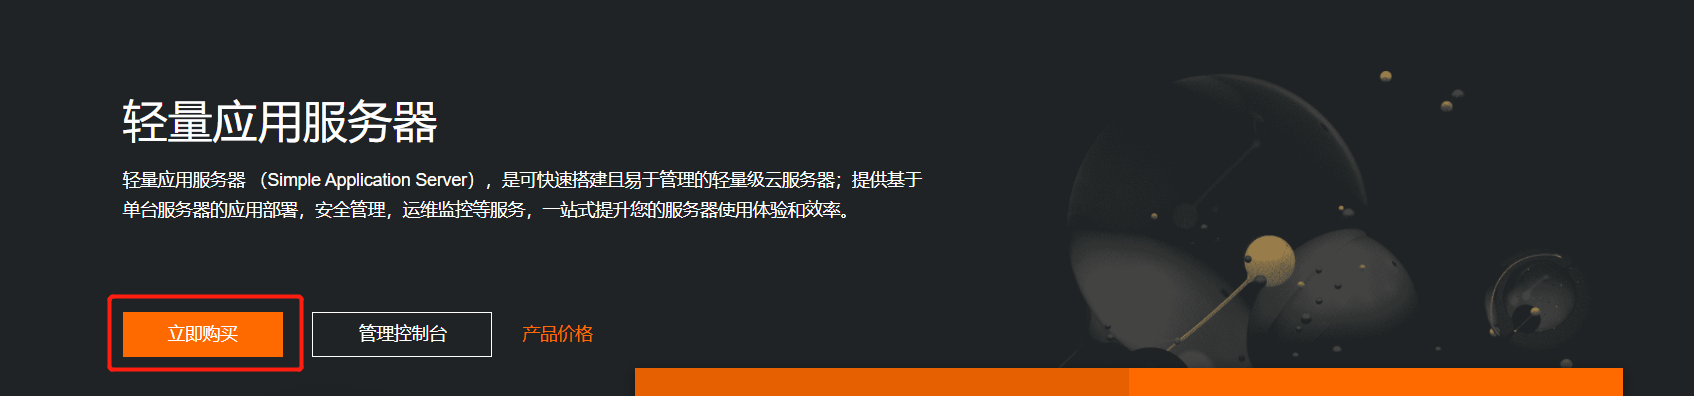 轻量应用服务器
轻量应用服务器 （Simple Application Server），是可快速搭建且易于管理的轻量级云服务器；提供基于
单台服务器的应用部署，安全管理，运维监控等服务，一站式提升您的服务器使用体验和效率。
立即购买 管理控制台 产品价格